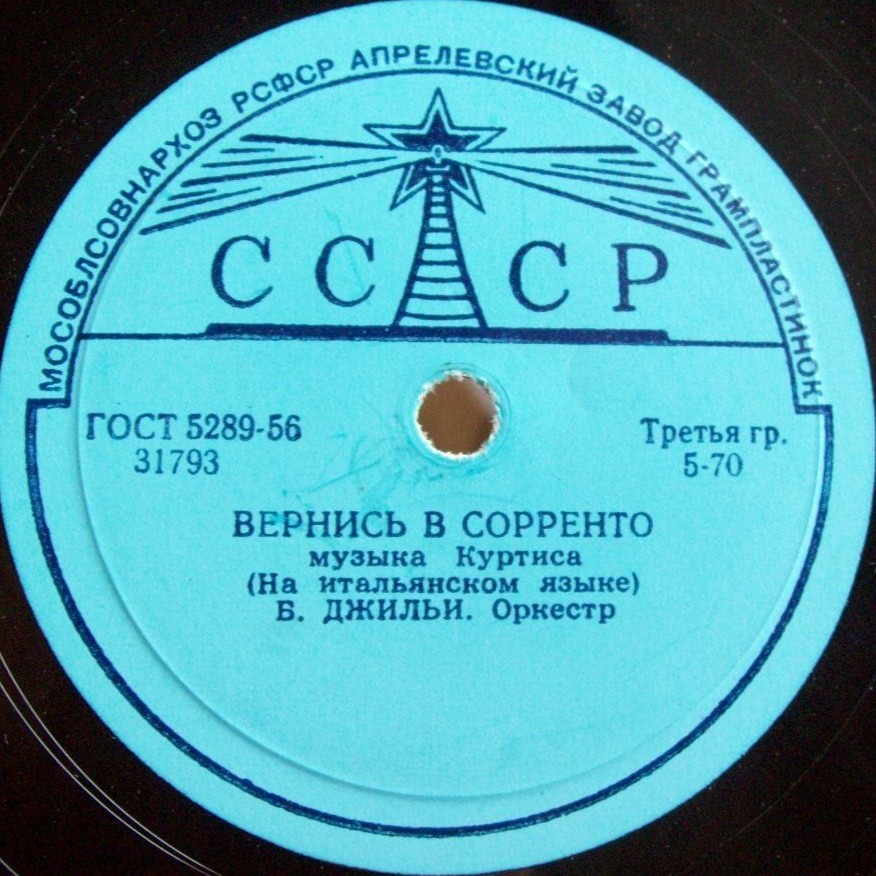 МОСОБЛСОВНАРХОЗ РСФСР АПРЕЛЕВСКИЙ ЗАВОД ГРАМПЛАСТИНОК
СССР
ГОСТ 5289-56
31793
Третья гр.
5-70
ВЕРНИСЬ В СОРРЕНТО
музыка Куртиса
(На итальянском языке)
Б. ДЖИЛЬИ. Оркестр